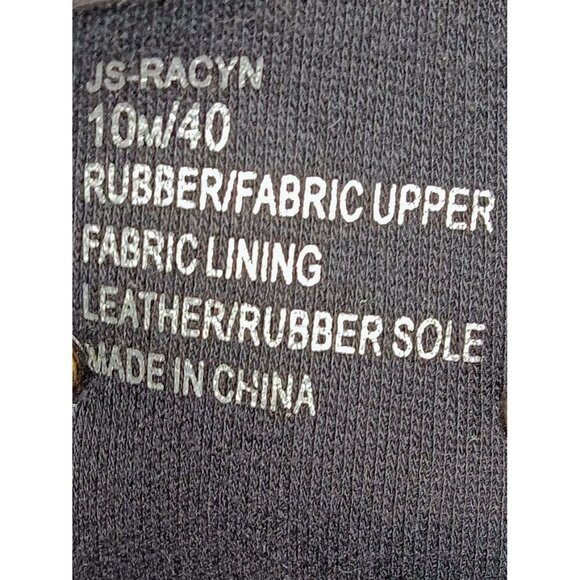 JS-RACYN
10M/40
RUBBER/FABRIC UPPER
FABRIC LINING
LEATHER/RUBBER SOLE
MADE IN CHINA